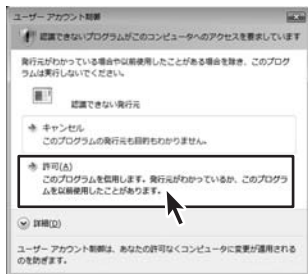 ユーザー アカウント制御
認識できないプログラムがこのコンピュータへのアクセスを要求しています
発行元がわかっている場合や以前使用したことがある場合を除き、このプログ
ラムは実行しないでください。
認識できない発行元
キャンセル
このプログラムの発行元も目的もわかりません。
許可(A)
このプログラムを信用します。発行元がわかっているか、このプログラ
ムを以前使用したことがあります。
詳細(D)
ユーザー アカウント制御は、あなたの許可なくコンピュータに変更が適用される
のを防ぎます。